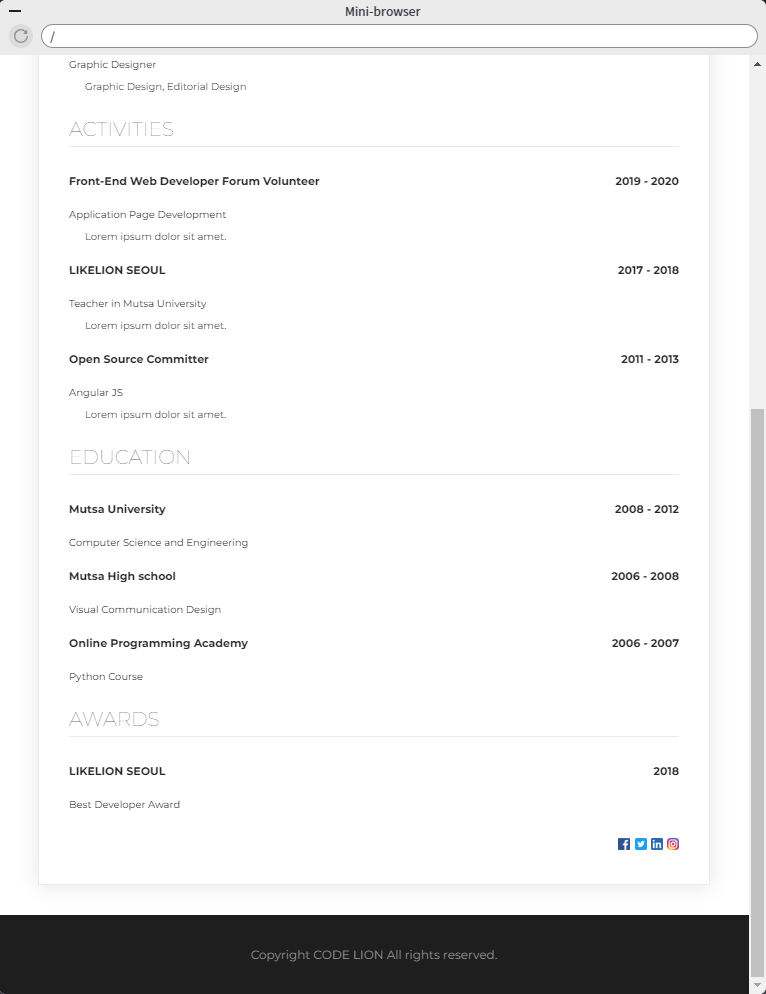 Mini-browser
/
Graphic Designer
Graphic Design, Editorial Design
ACTIVITIES
Front-End Web Developer Forum Volunteer 2019 - 2020
Application Page Development
Lorem ipsum dolor sit amet.
LIKELION SEOUL 2017 - 2018
Teacher in Mutsa University
Lorem ipsum dolor sit amet.
Open Source Committer 2011 - 2013
Angular JS
Lorem ipsum dolor sit amet.
EDUCATION
Mutsa University 2008 - 2012
Computer Science and Engineering
Mutsa High school 2006 - 2008
Visual Communication Design
Online Programming Academy 2006 - 2007
Python Course
AWARDS
LIKELION SEOUL 2018
Best Developer Award
Copyright CODE LION All rights reserved.